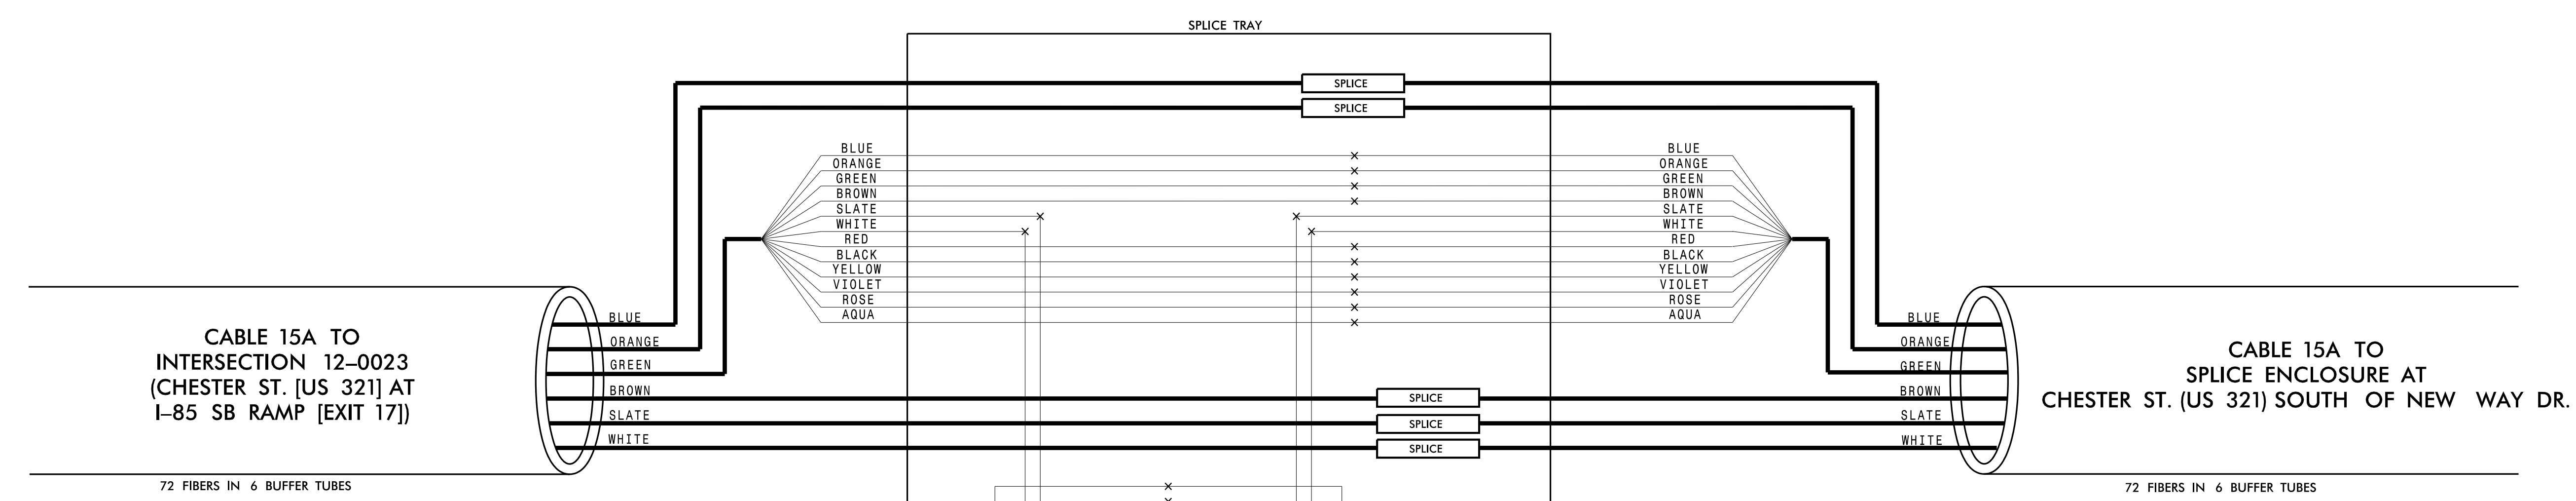 SPLICE TRAY
SPLICE
SPLICE
BLUE BLUE
ORANGE ORANGE
GREEN GREEN
BROWN BROWN
SLATE SLATE
WHITE WHITE
RED RED
BLACK BLACK
YELLOW YELLOW
VIOLET VIOLET
ROSE ROSE
AQUA AQUA
CABLE 15A TO
INTERSECTION 12–0023
(CHESTER ST. [US 321] AT
I–85 SB RAMP [EXIT 17])
72 FIBERS IN 6 BUFFER TUBES
BLUE
ORANGE
GREEN
BROWN
SLATE
WHITE
SPLICE
SPLICE
SPLICE
BLUE
ORANGE
GREEN
BROWN
SLATE
WHITE
CABLE 15A TO
SPLICE ENCLOSURE AT
CHESTER ST. (US 321) SOUTH OF NEW WAY DR.
72 FIBERS IN 6 BUFFER TUBES